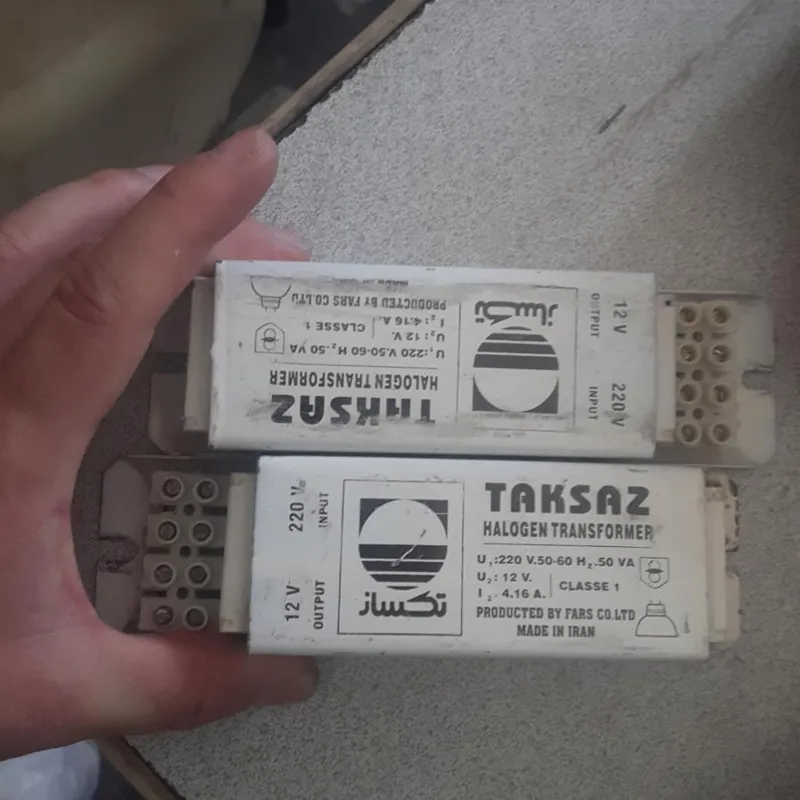 TAKSAZ
HALOGEN TRANSFORMER
U₁:220 V.50-60 Hz.50 VA
U₂: 12 V.
I₂: 4.16 A.
CLASSE 1
PRODUCTED BY FARS CO.LTD
تکساز
12 V
OUTPUT
220 V
INPUT
220 V
INPUT
12 V
OUTPUT
تکساز
TAKSAZ
HALOGEN TRANSFORMER
U₁:220 V.50-60 Hz.50 VA
U₂: 12 V.
I₂- 4.16 A.
CLASSE 1
PRODUCTED BY FARS CO.LTD
MADE IN IRAN